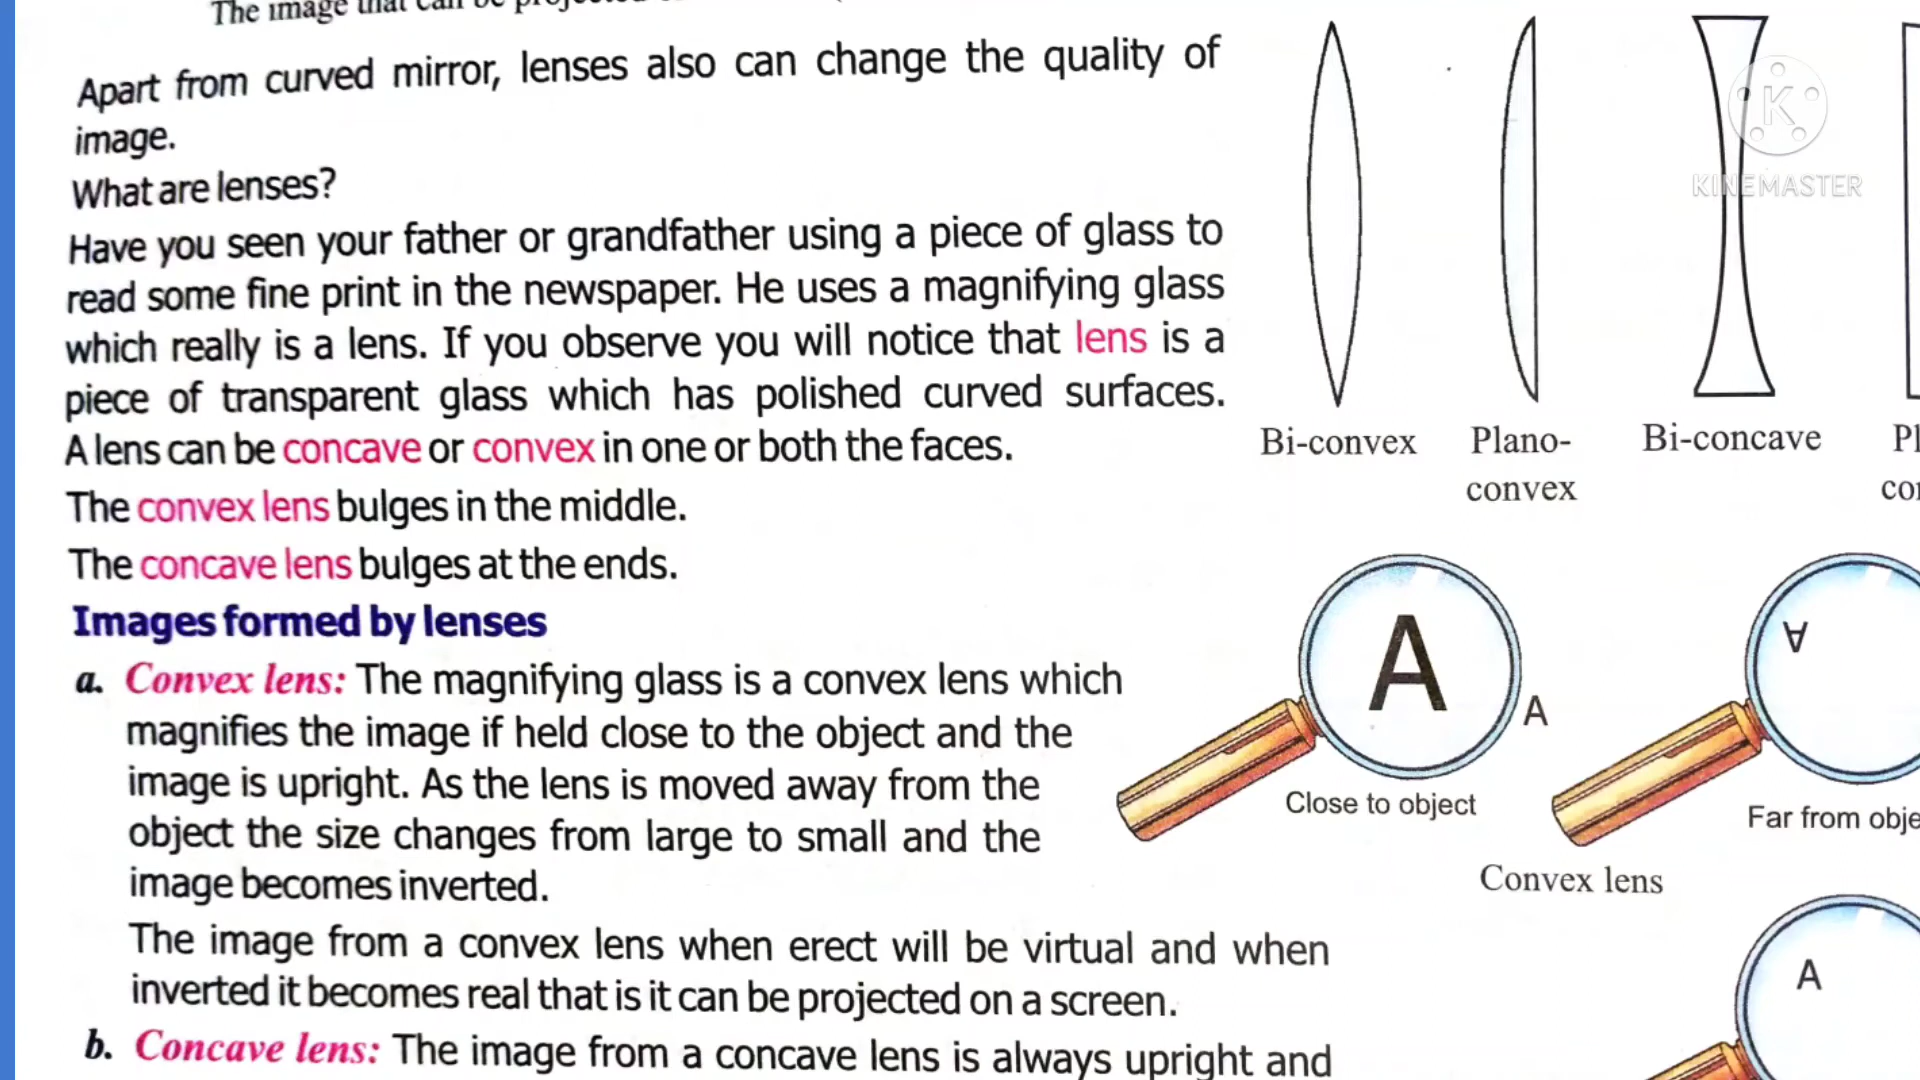 The image that can be
Apart from curved mirror, lenses also can change the quality of
image.
What are lenses?
Have you seen your father or grandfather using a piece of glass to
read some fine print in the newspaper. He uses a magnifying glass
which really is a lens. If you observe you will notice that lens is a
piece of transparent glass which has polished curved surfaces.
A lens can be concave or convex in one or both the faces.
The convex lens bulges in the middle.
The concave lens bulges at the ends.
Images formed by lenses
a. Convex lens: The magnifying glass is a convex lens which
magnifies the image if held close to the object and the
image is upright. As the lens is moved away from the
object the size changes from large to small and the
image becomes inverted.
The image from a convex lens when erect will be virtual and when
inverted it becomes real that is it can be projected on a screen.
b. Concave lens: The image from a concave lens is always upright and
K
KINEMASTER
Bi-convex
Plano-
convex
Bi-concave
A
A
Close to object
A
Far from
Convex lens
A